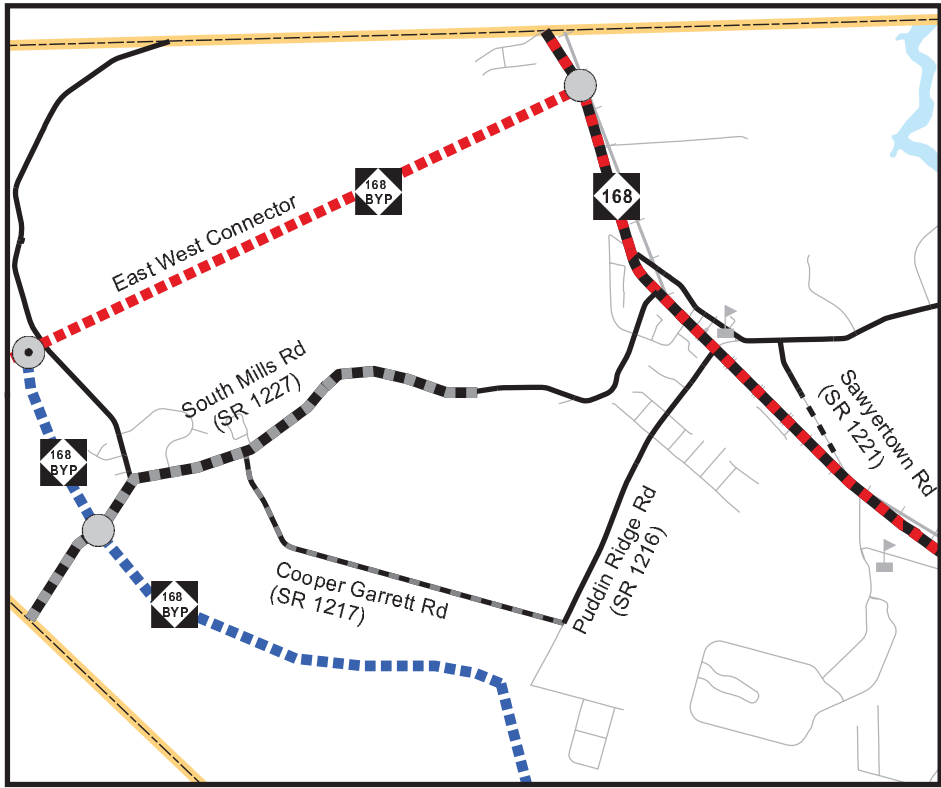 168
BYP
168
East West Connector
South Mills Rd
(SR 1227)
Sawyertown Rd
(SR 1221)
168
BYP
Puddin Ridge Rd
(SR 1216)
Cooper Garrett Rd
(SR 1217)
168
BYP